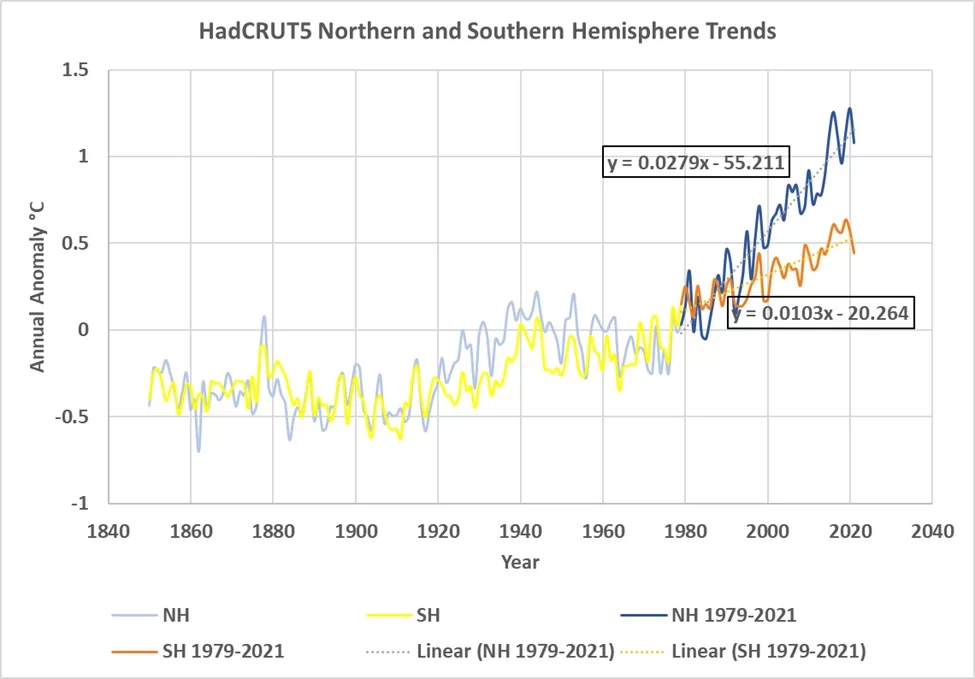 HadCRUT5 Northern and Southern Hemisphere Trends
Annual Anomaly °C
1.5
1
0.5
0
-0.5
-1
y = 0.0279x - 55.211
y = 0.0103x - 20.264
1840 1860 1880 1900 1920 1940 1960 1980 2000 2020 2040
Year
NH SH NH 1979-2021
SH 1979-2021 Linear (NH 1979-2021) Linear (SH 1979-2021)